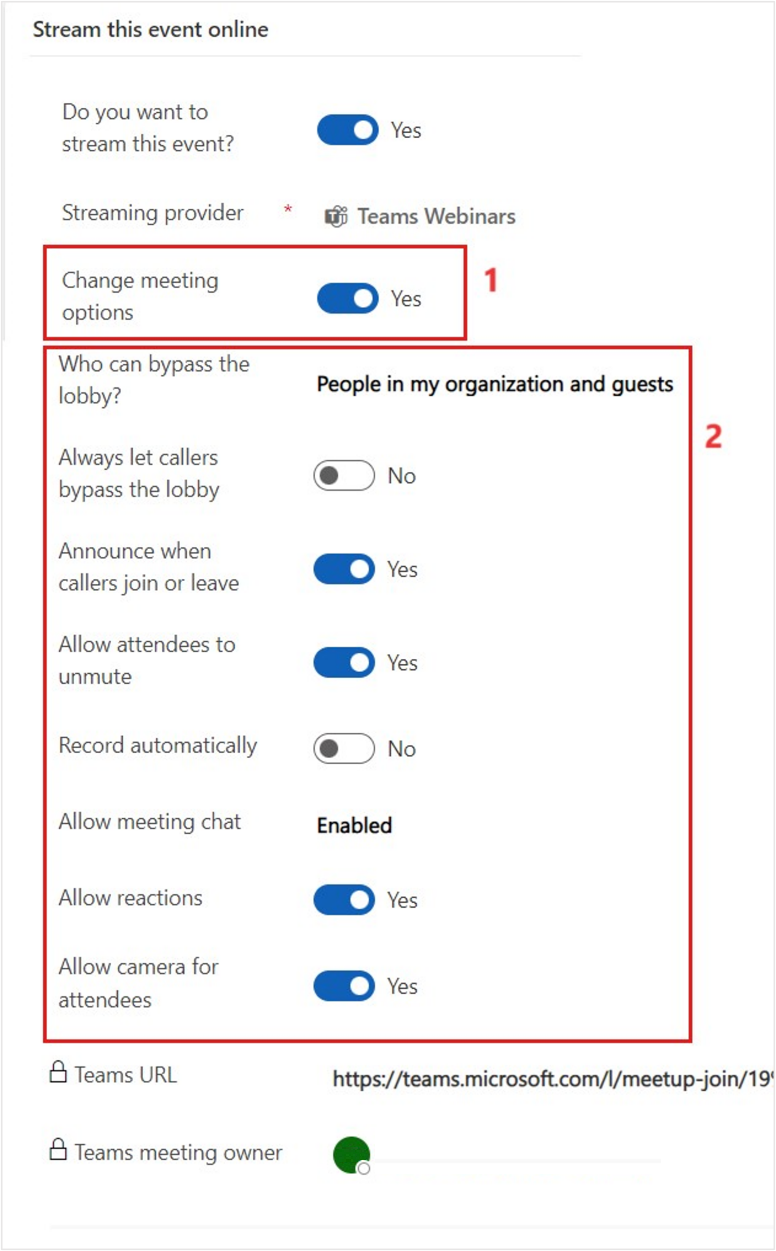 Stream this event online
Do you want to
stream this event?
Yes
Streaming provider * Teams Webinars
Change meeting
options
Yes
1
Who can bypass the
lobby?
People in my organization and guests
2
Always let callers
bypass the lobby
No
Announce when
callers join or leave
Yes
Allow attendees to
unmute
Yes
Record automatically No
Allow meeting chat Enabled
Allow reactions Yes
Allow camera for
attendees
Yes
Teams URL https://teams.microsoft.com/l/meetup-join/19%
Teams meeting owner